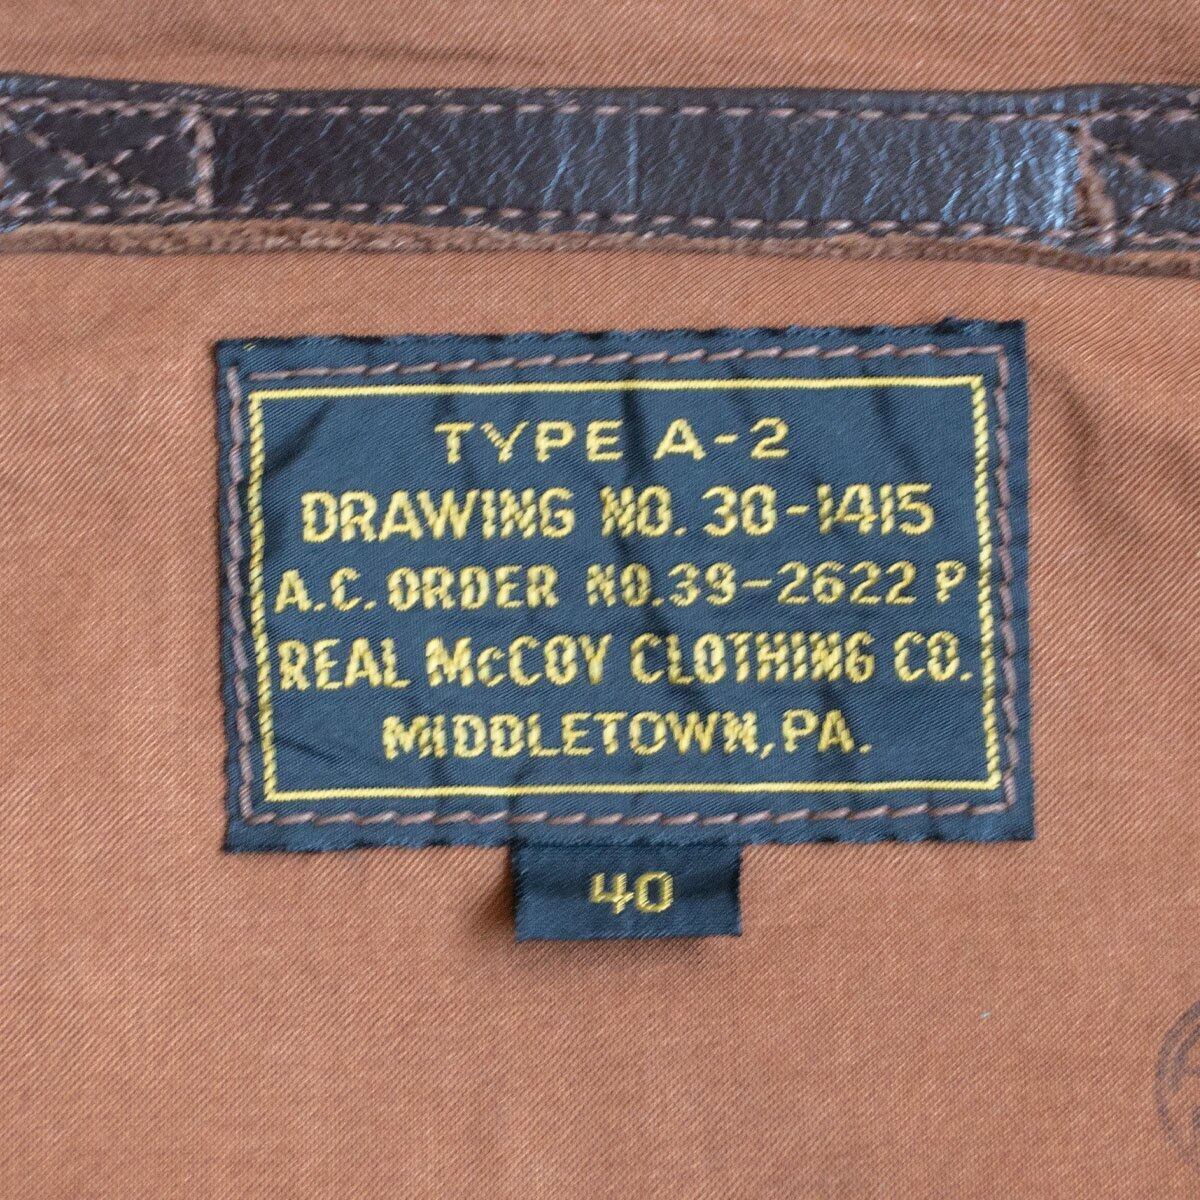 TYPE A-2
DRAWING NO. 30-1415
A.C. ORDER NO. 39-2622 P
REAL McCOY CLOTHING CO.
MIDDLETOWN, PA.
40